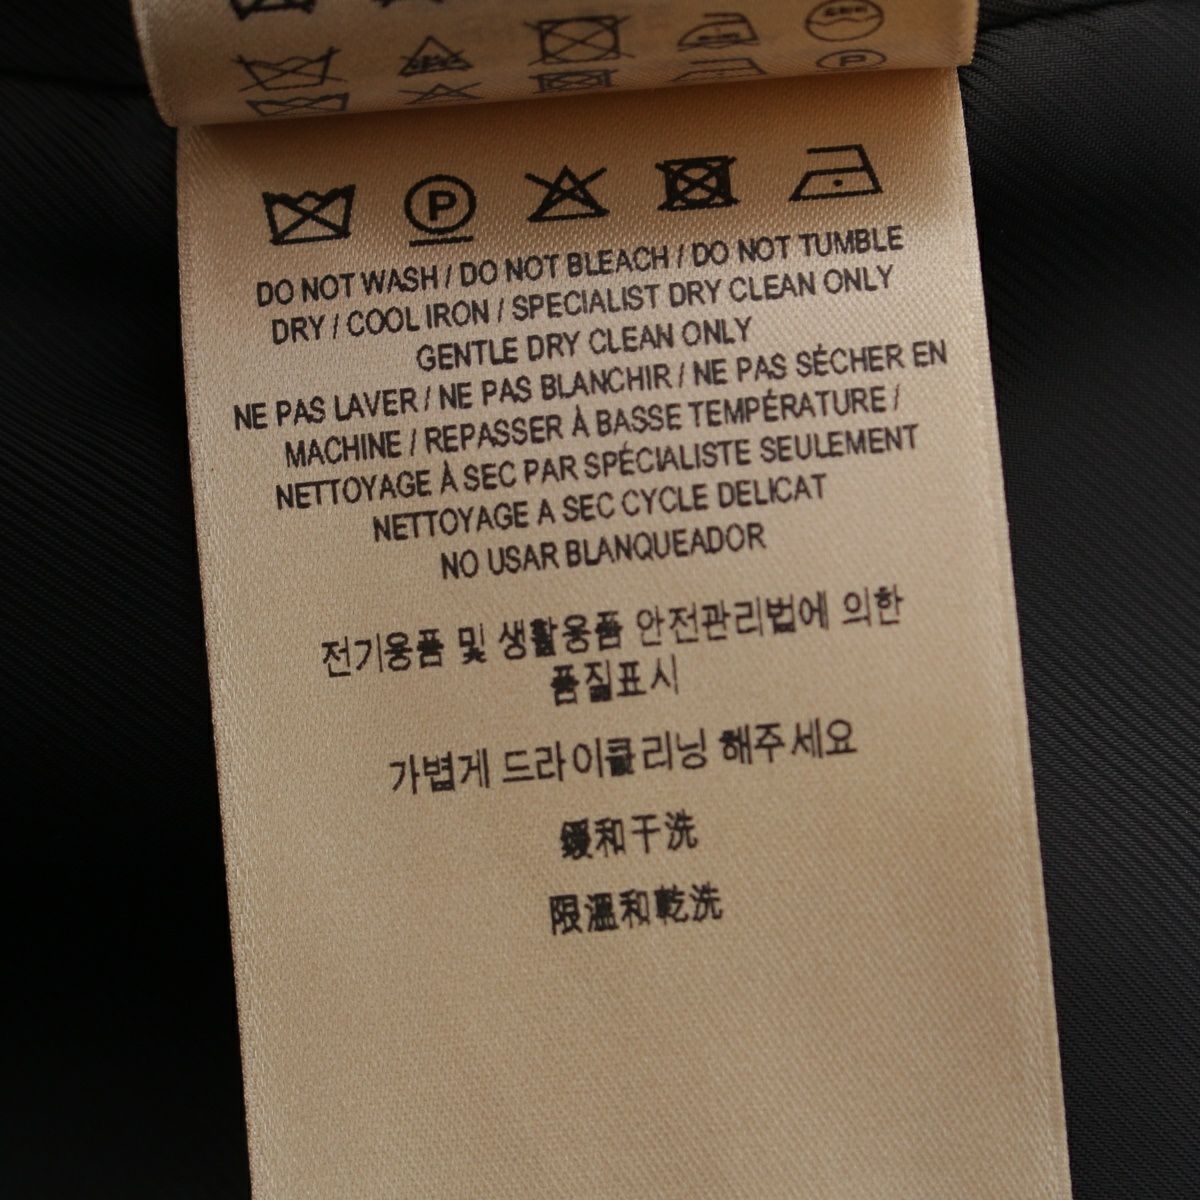 P
DO NOT WASH / DO NOT BLEACH / DO NOT TUMBLE
DRY / COOL IRON / SPECIALIST DRY CLEAN ONLY
GENTLE DRY CLEAN ONLY
NE PAS LAVER / NE PAS BLANCHIR / NE PAS SÉCHER EN
MACHINE / REPASSER À BASSE TEMPÉRATURE /
NETTOYAGE À SEC PAR SPÉCIALISTE SEULEMENT
NETTOYAGE A SEC CYCLE DELICAT
NO USAR BLANQUEADOR
전기용품 및 생활용품 안전관리법에 의한
품질표시
가볍게 드라이클리닝 해주세요
緩和干洗
限溫和乾洗